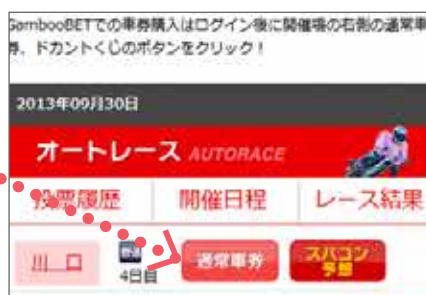 GambooBETでの車券購入はログイン後に開催場の右側の通常車
券、ドカントくじのボタンをクリック！
2013年09月30日
オートレース AUTORACE
投票履歴 開催日程 レース結果
川口 普通 4日目 通常車券 スパコン予想